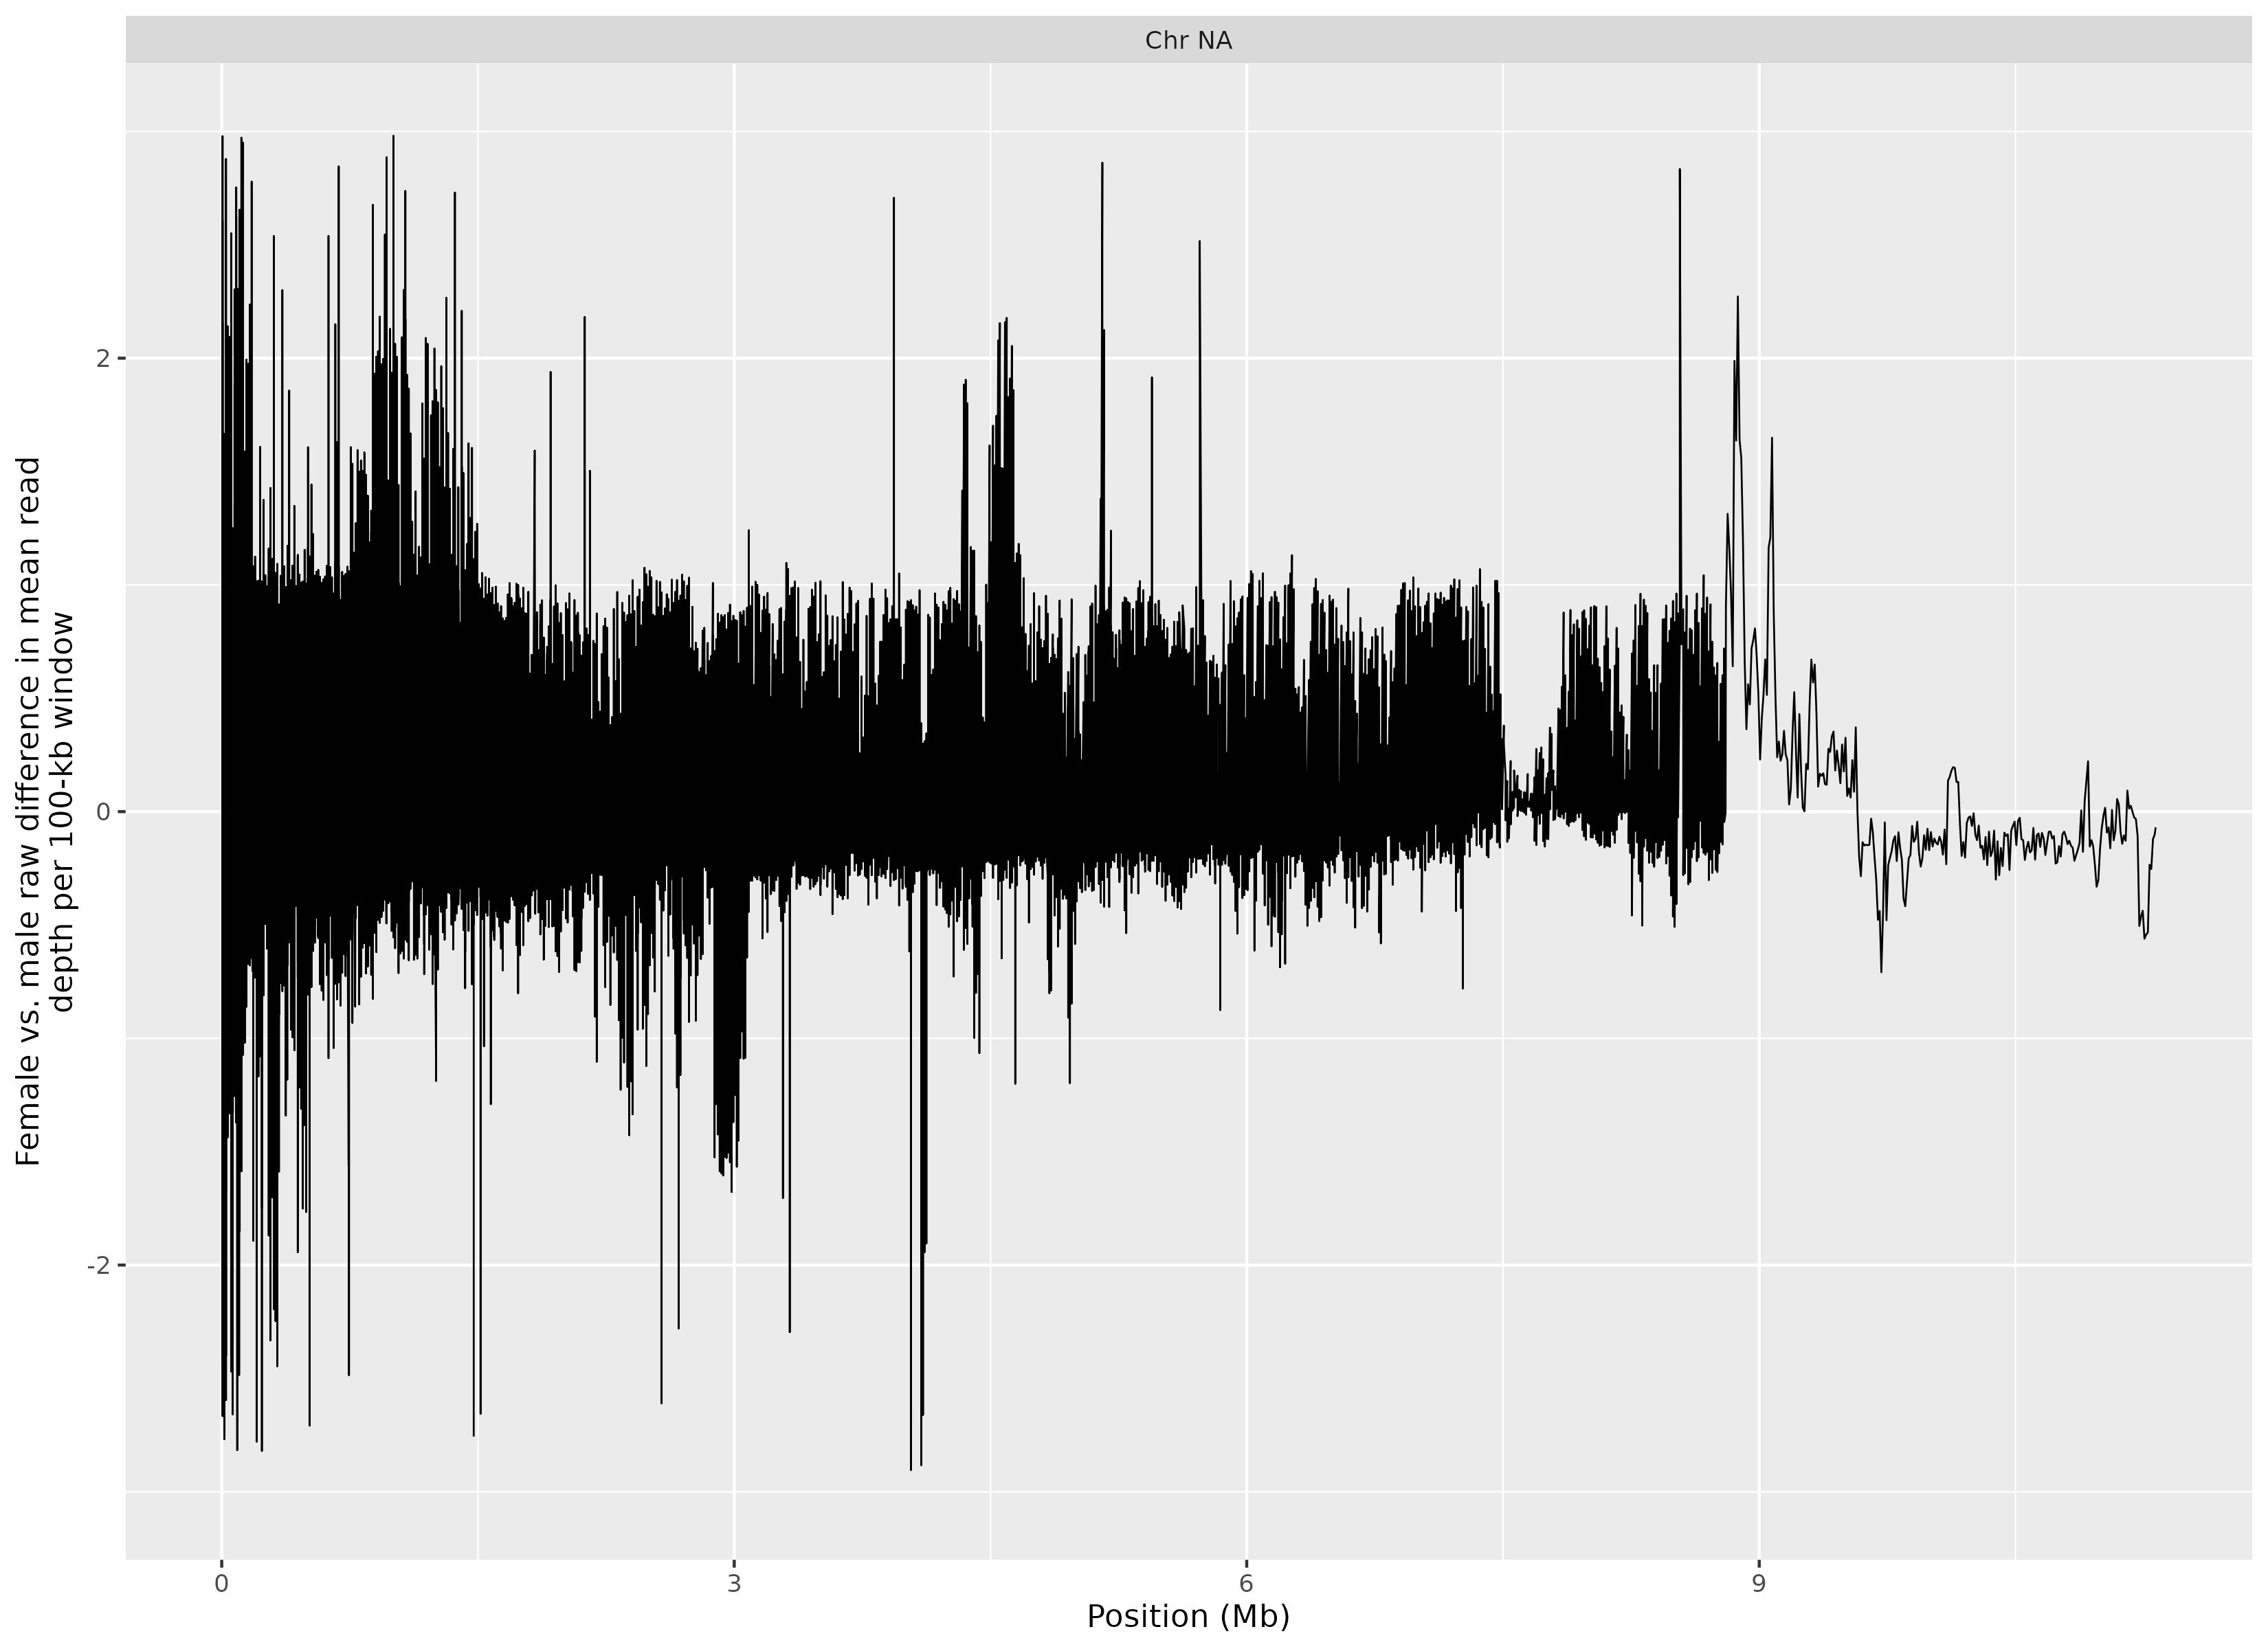 Chr NA
Female vs. male raw difference in mean read
depth per 100-kb window
2
0
-2
0
3
6
9
Position (Mb)